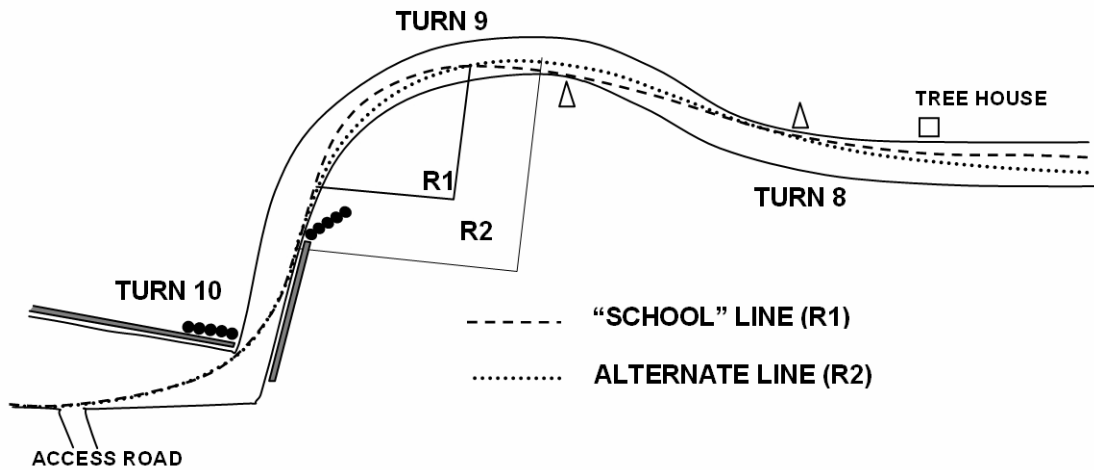 TURN 9
TREE HOUSE
R1
TURN 8
R2
TURN 10
“SCHOOL” LINE (R1)
ALTERNATE LINE (R2)
ACCESS ROAD